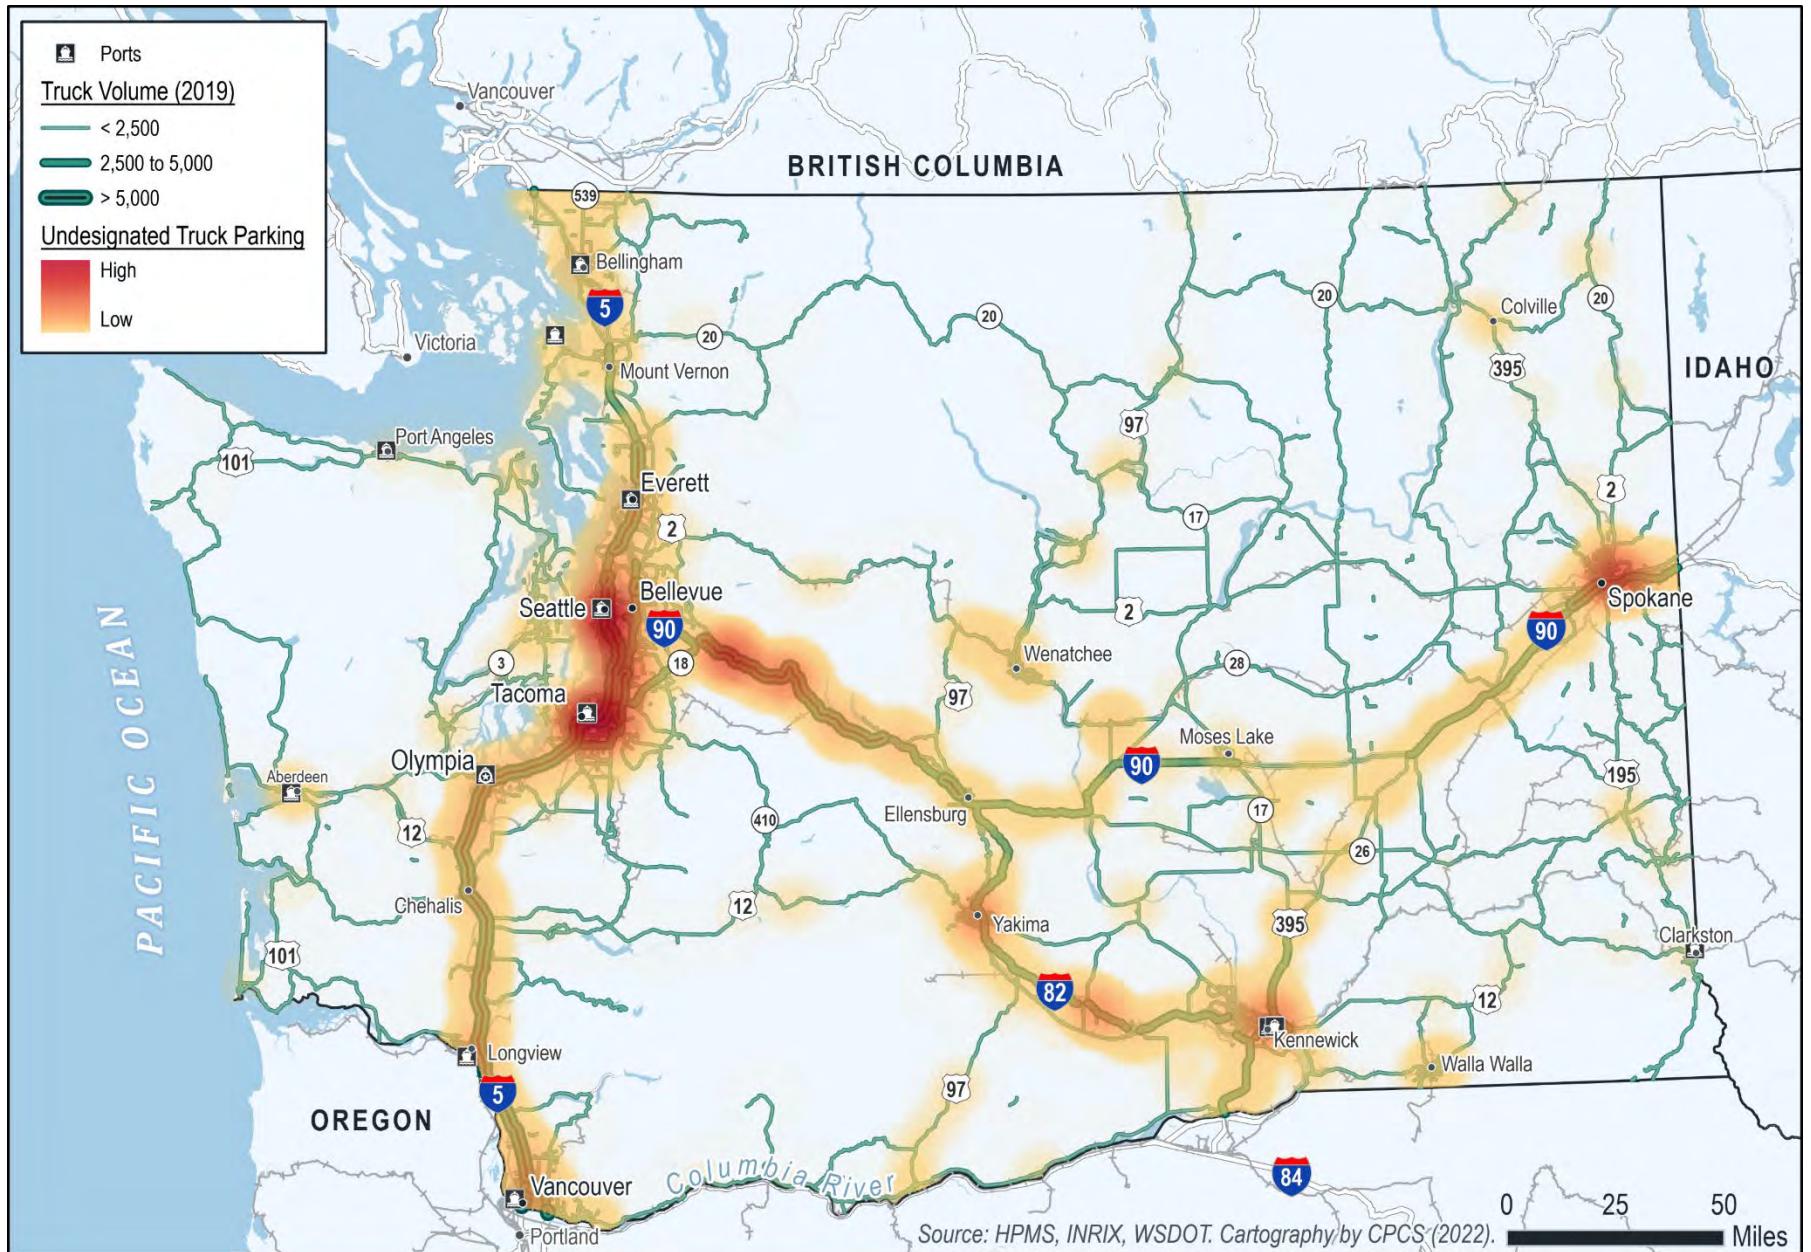 Ports
Truck Volume (2019)
< 2,500
2,500 to 5,000
> 5,000
Undesignated Truck Parking
High
Low
Vancouver
BRITISH COLUMBIA
539
Bellingham
5
20
20
20
20
Colville
Victoria
Mount Vernon
395
IDAHO
97
Port Angeles
101
Everett
2
17
2
Seattle
Bellevue
90
2
Spokane
90
3
18
Wenatchee
28
Tacoma
97
Olympia
Moses Lake
90
195
Aberdeen
Ellensburg
17
12
410
26
PACIFIC OCEAN
Chehalis
12
Yakima
395
Clarkston
101
82
12
Longview
Kennewick
Walla Walla
5
97
OREGON
Columbia River
Vancouver
84
Portland
0 25 50
Miles
Source: HPMS, INRIX, WSDOT. Cartography by CPCS (2022).